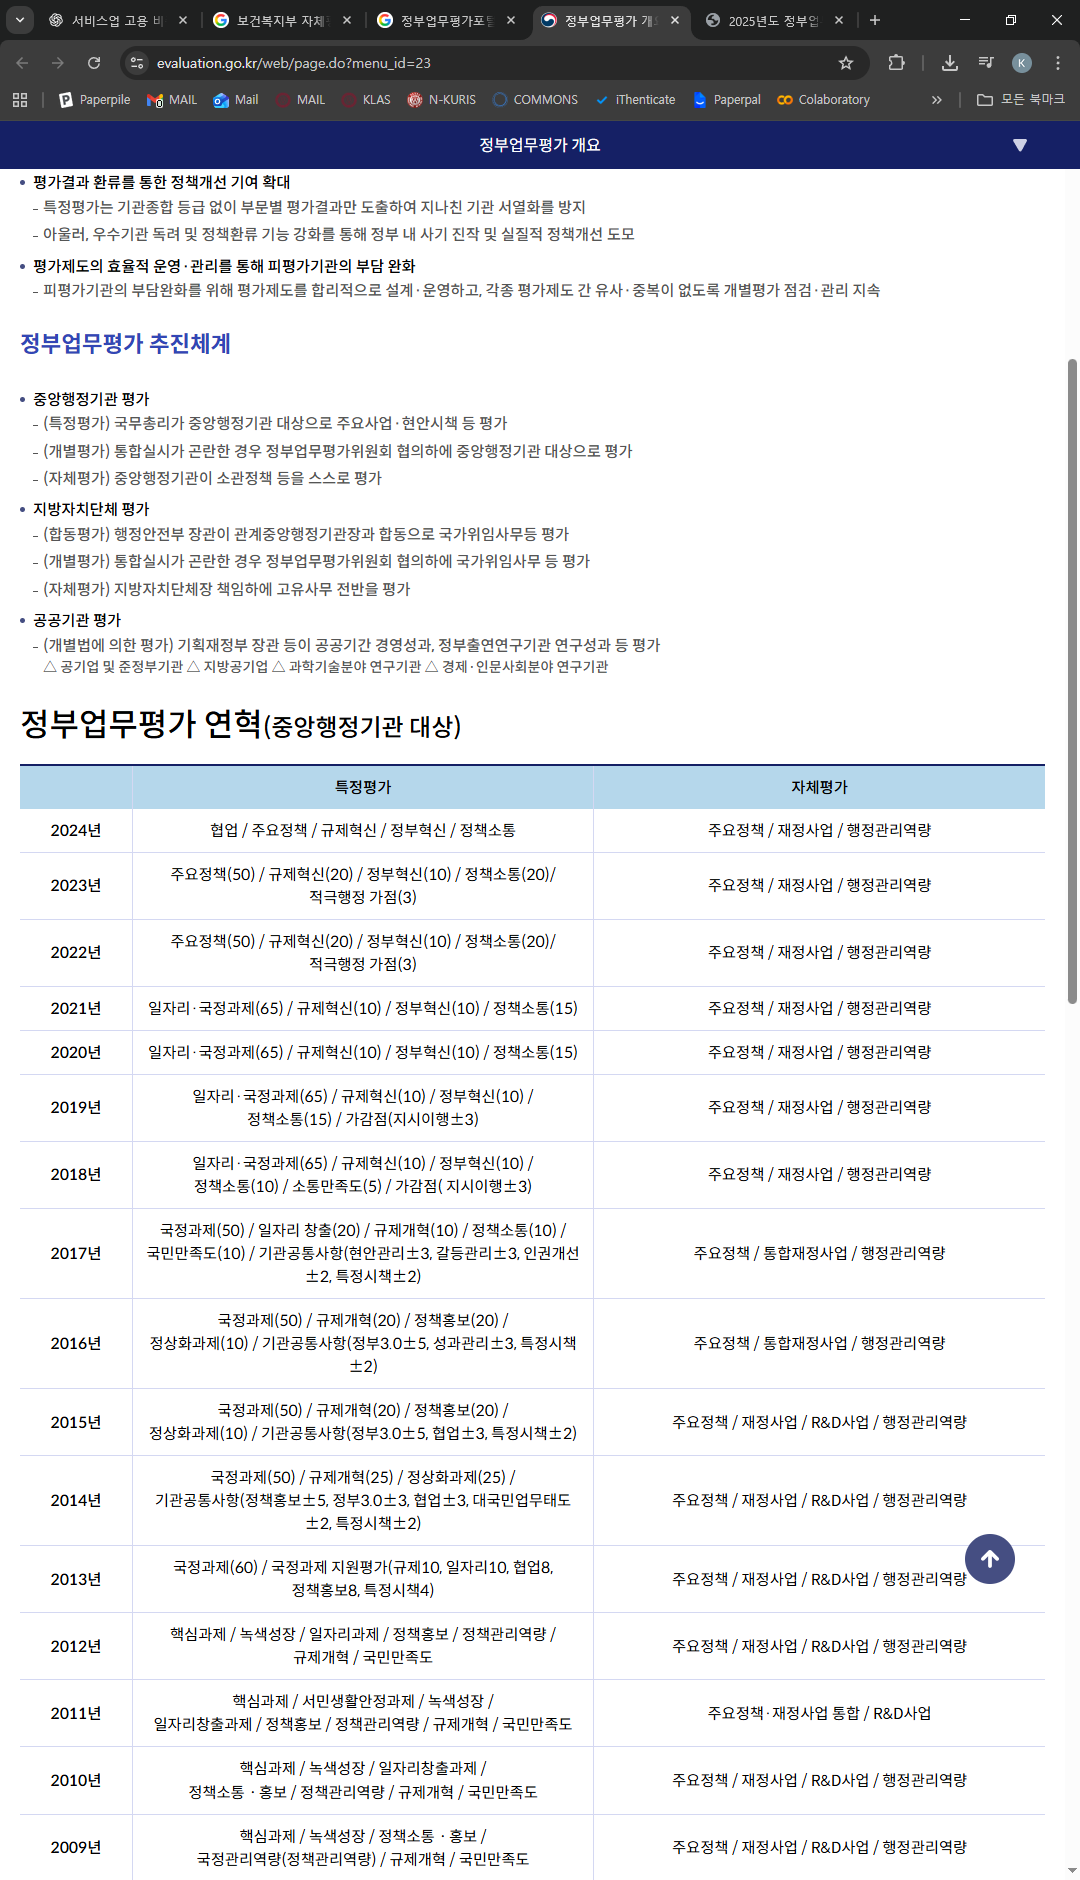 서비스업 고용 비
보건복지부 자체
정부업무평가포털
정부업무평가 개요
2025년도 정부업
evaluation.go.kr/web/page.do?menu_id=23
K
Paperpile
MAIL
Mail
MAIL
KLAS
N-KURIS
COMMONS
iThenticate
Paperpal
Colaboratory
모든 북마크
정부업무평가 개요
• 평가결과 환류를 통한 정책개선 기여 확대
- 특정평가는 기관종합 등급 없이 부문별 평가결과만 도출하여 지나친 기관 서열화를 방지
- 아울러, 우수기관 독려 및 정책환류 기능 강화를 통해 정부 내 사기 진작 및 실질적 정책개선 도모
• 평가제도의 효율적 운영·관리를 통해 피평가기관의 부담 완화
- 피평가기관의 부담완화를 위해 평가제도를 합리적으로 설계·운영하고, 각종 평가제도 간 유사·중복이 없도록 개별평가 점검·관리 지속
정부업무평가 추진체계
• 중앙행정기관 평가
- (특정평가) 국무총리가 중앙행정기관 대상으로 주요사업·현안시책 등 평가
- (개별평가) 통합실시가 곤란한 경우 정부업무평가위원회 협의하에 중앙행정기관 대상으로 평가
- (자체평가) 중앙행정기관이 소관정책 등을 스스로 평가
• 지방자치단체 평가
- (합동평가) 행정안전부 장관이 관계중앙행정기관장과 합동으로 국가위임사무등 평가
- (개별평가) 통합실시가 곤란한 경우 정부업무평가위원회 협의하에 국가위임사무 등 평가
- (자체평가) 지방자치단체장 책임하에 고유사무 전반을 평가
• 공공기관 평가
- (개별법에 의한 평가) 기획재정부 장관 등이 공공기간 경영성과, 정부출연연구기관 연구성과 등 평가
△ 공기업 및 준정부기관 △ 지방공기업 △ 과학기술분야 연구기관 △ 경제·인문사회분야 연구기관
정부업무평가 연혁(중앙행정기관 대상)
특정평가 자체평가
2024년 협업 / 주요정책 / 규제혁신 / 정부혁신 / 정책소통 주요정책 / 재정사업 / 행정관리역량
2023년 주요정책(50) / 규제혁신(20) / 정부혁신(10) / 정책소통(20)/
적극행정 가점(3) 주요정책 / 재정사업 / 행정관리역량
2022년 주요정책(50) / 규제혁신(20) / 정부혁신(10) / 정책소통(20)/
적극행정 가점(3) 주요정책 / 재정사업 / 행정관리역량
2021년 일자리·국정과제(65) / 규제혁신(10) / 정부혁신(10) / 정책소통(15) 주요정책 / 재정사업 / 행정관리역량
2020년 일자리·국정과제(65) / 규제혁신(10) / 정부혁신(10) / 정책소통(15) 주요정책 / 재정사업 / 행정관리역량
2019년 일자리·국정과제(65) / 규제혁신(10) / 정부혁신(10) /
정책소통(15) / 가감점(지시이행±3) 주요정책 / 재정사업 / 행정관리역량
2018년 일자리·국정과제(65) / 규제혁신(10) / 정부혁신(10) /
정책소통(10) / 소통만족도(5) / 가감점( 지시이행±3) 주요정책 / 재정사업 / 행정관리역량
2017년 국정과제(50) / 일자리 창출(20) / 규제개혁(10) / 정책소통(10) /
국민만족도(10) / 기관공통사항(현안관리±3, 갈등관리±3, 인권개선
±2, 특정시책±2) 주요정책 / 통합재정사업 / 행정관리역량
2016년 국정과제(50) / 규제개혁(20) / 정책홍보(20) /
정상화과제(10) / 기관공통사항(정부3.0±5, 성과관리±3, 특정시책
±2) 주요정책 / 통합재정사업 / 행정관리역량
2015년 국정과제(50) / 규제개혁(20) / 정책홍보(20) /
정상화과제(10) / 기관공통사항(정부3.0±5, 협업±3, 특정시책±2) 주요정책 / 재정사업 / R&D사업 / 행정관리역량
2014년 국정과제(50) / 규제개혁(25) / 정상화과제(25) /
기관공통사항(정책홍보±5, 정부3.0±3, 협업±3, 대국민업무태도
±2, 특정시책±2) 주요정책 / 재정사업 / R&D사업 / 행정관리역량
2013년 국정과제(60) / 국정과제 지원평가(규제10, 일자리10, 협업8,
정책홍보8, 특정시책4) 주요정책 / 재정사업 / R&D사업 / 행정관리역량
2012년 핵심과제 / 녹색성장 / 일자리과제 / 정책홍보 / 정책관리역량 /
규제개혁 / 국민만족도 주요정책 / 재정사업 / R&D사업 / 행정관리역량
2011년 핵심과제 / 서민생활안정과제 / 녹색성장 /
일자리창출과제 / 정책홍보 / 정책관리역량 / 규제개혁 / 국민만족도 주요정책·재정사업 통합 / R&D사업
2010년 핵심과제 / 녹색성장 / 일자리창출과제 /
정책소통 · 홍보 / 정책관리역량 / 규제개혁 / 국민만족도 주요정책 / 재정사업 / R&D사업 / 행정관리역량
2009년 핵심과제 / 녹색성장 / 정책소통 · 홍보 /
국정관리역량(정책관리역량) / 규제개혁 / 국민만족도 주요정책 / 재정사업 / R&D사업 / 행정관리역량